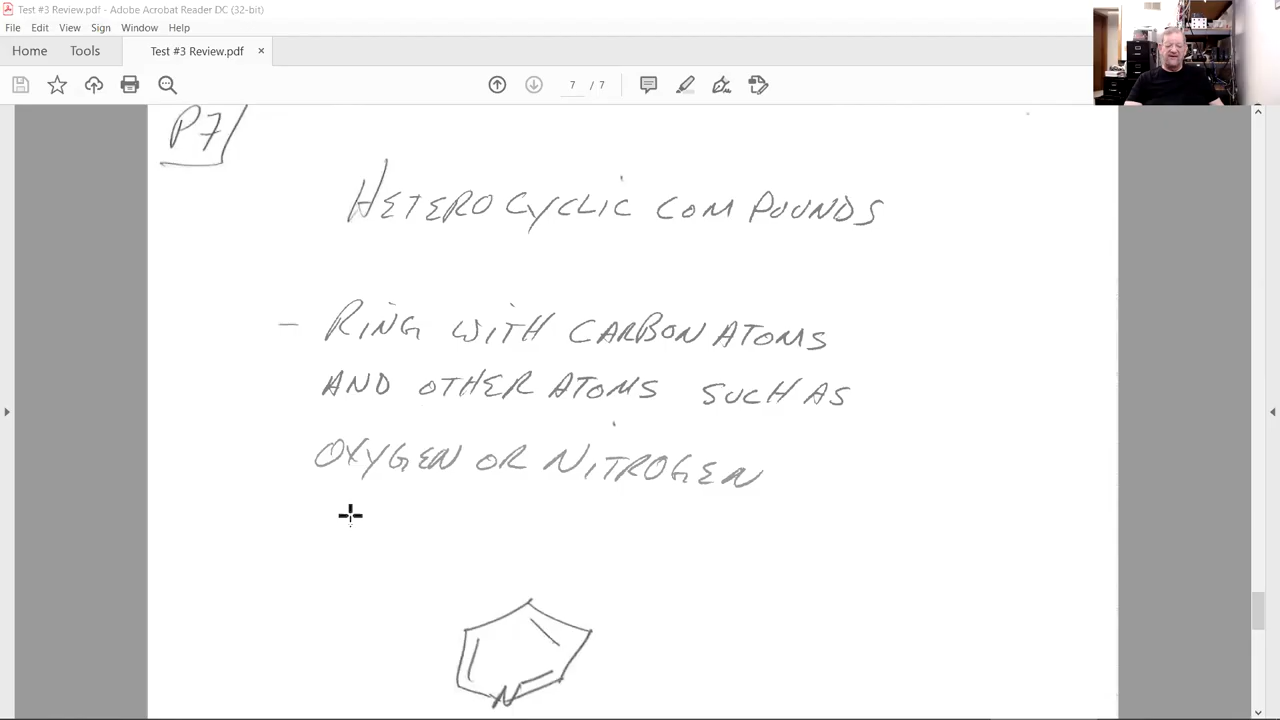 Test #3 Review.pdf - Adobe Acrobat Reader DC (32-bit)
File Edit View Sign Window Help
Home Tools Test #3 Review.pdf ×
7 / 7
P7/
HETEROCYCLIC COMPOUNDS
- RING WITH CARBON ATOMS
AND OTHER ATOMS SUCH AS
OXYGEN OR NITROGEN
N